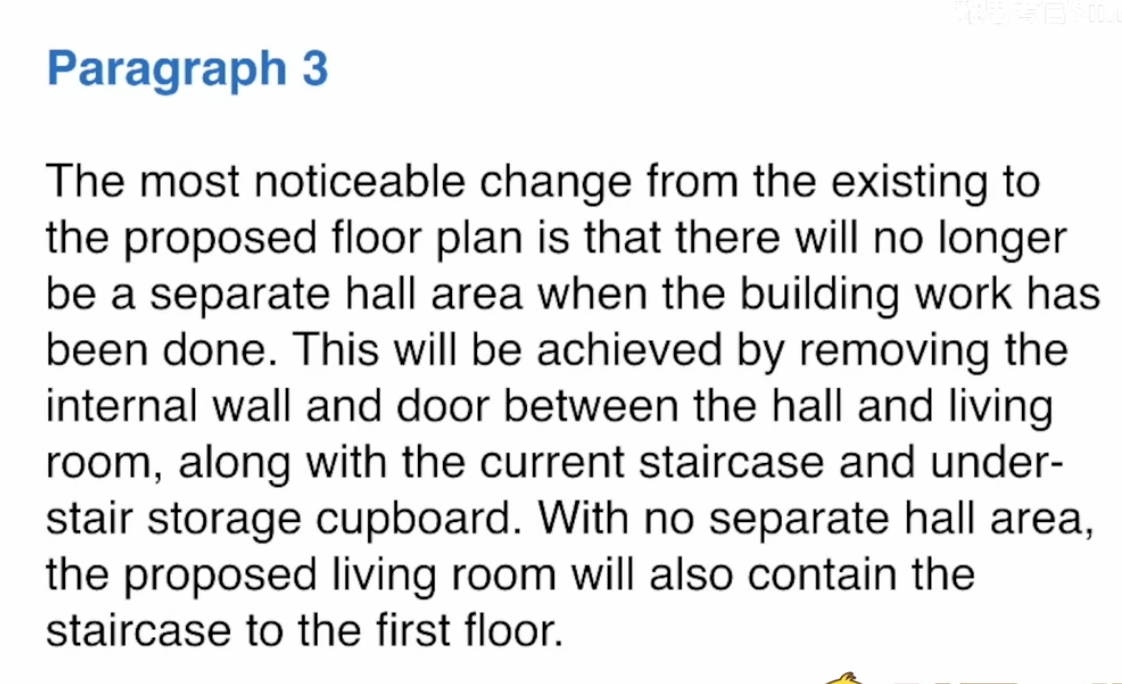 Paragraph 3
The most noticeable change from the existing to
the proposed floor plan is that there will no longer
be a separate hall area when the building work has
been done. This will be achieved by removing the
internal wall and door between the hall and living
room, along with the current staircase and under-
stair storage cupboard. With no separate hall area,
the proposed living room will also contain the
staircase to the first floor.